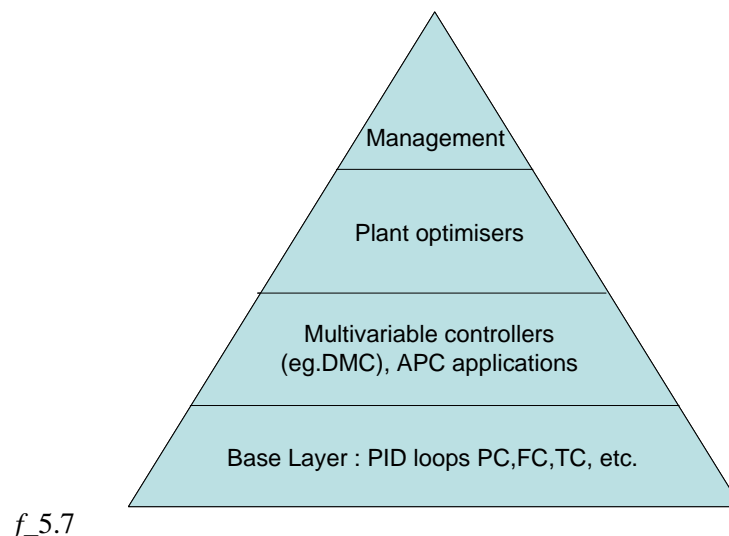 Management
Plant optimisers
Multivariable controllers
(eg.DMC), APC applications
Base Layer : PID loops PC,FC,TC, etc.
f_5.7